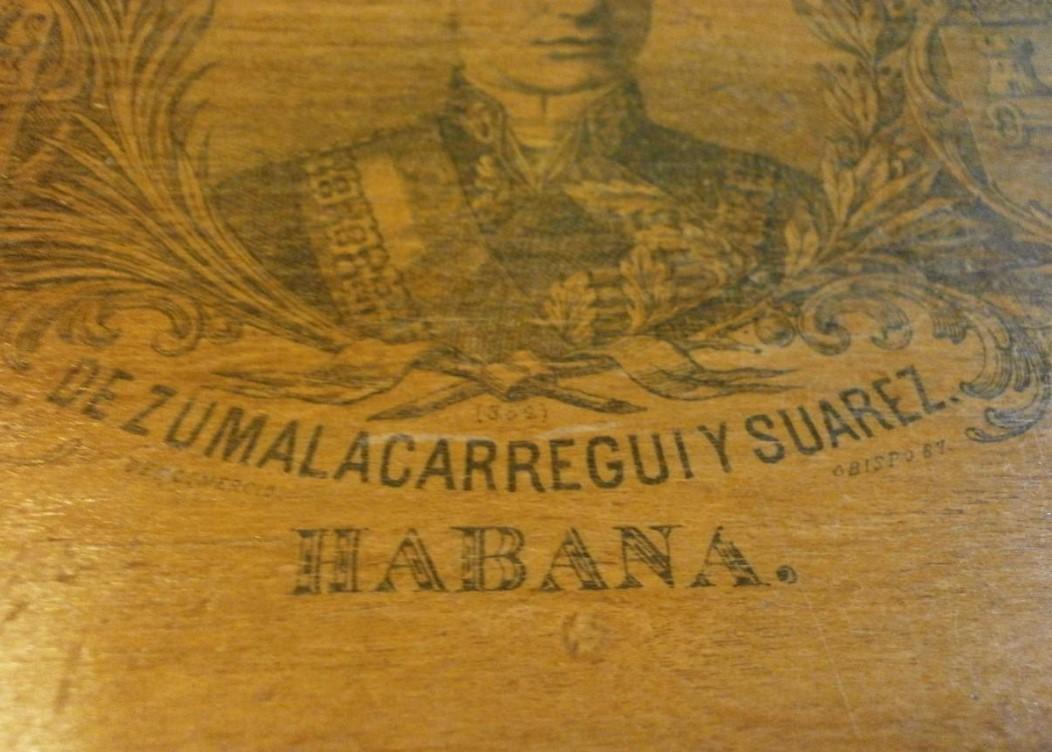 DE ZUMALACARREGUI Y SUAREZ.
OBISPO 87.
HABANA.